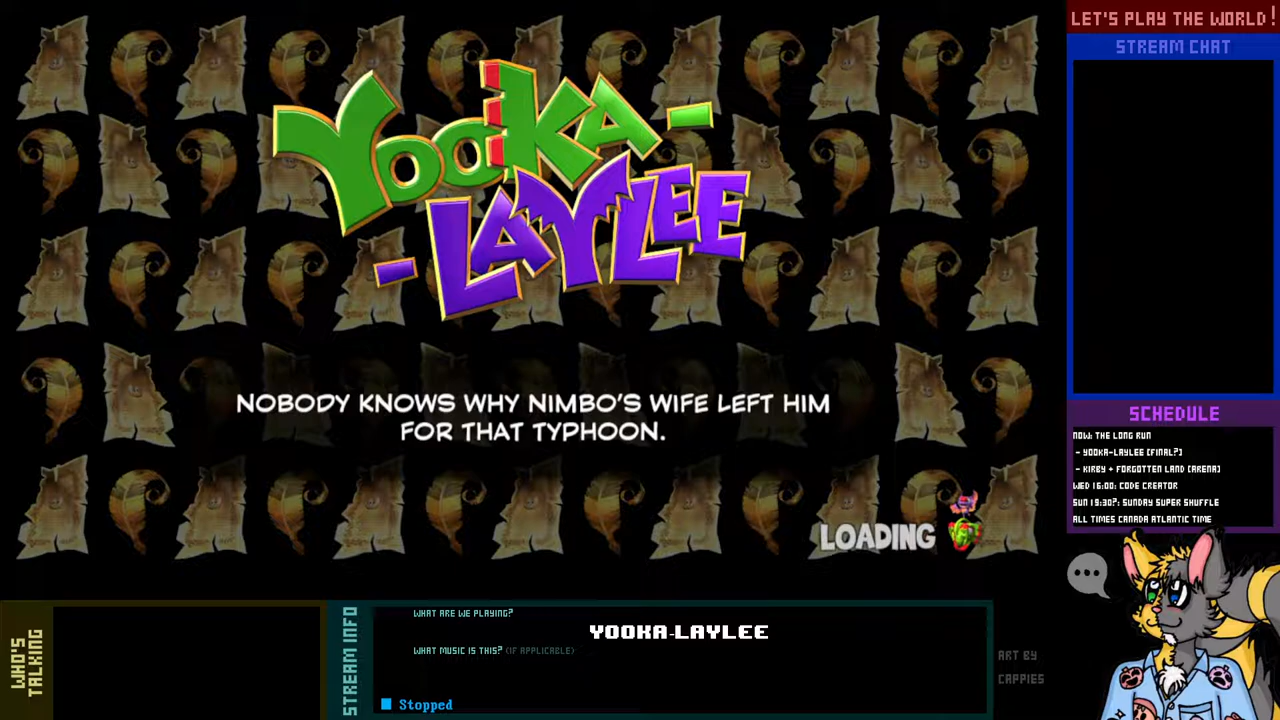 YOOKA-
-LAYLEE
NOBODY KNOWS WHY NIMBO'S WIFE LEFT HIM
FOR THAT TYPHOON.
LOADING
LET'S PLAY THE WORLD!
STREAM CHAT
SCHEDULE
NOW: THE LONG RUN
- YOOKA-LAYLEE [FINAL?]
- KIRBY + FORGOTTEN LAND [ARENA]
WED 16:00: CODE CREATOR
SUN 15:30?: SUNDAY SUPER SHUFFLE
ALL TIMES CANADA ATLANTIC TIME
WHO'S
TALKING
STREAM INFO
WHAT ARE WE PLAYING?
YOOKA-LAYLEE
WHAT MUSIC IS THIS? (IF APPLICABLE)
Stopped
ART BY
CAPPIES